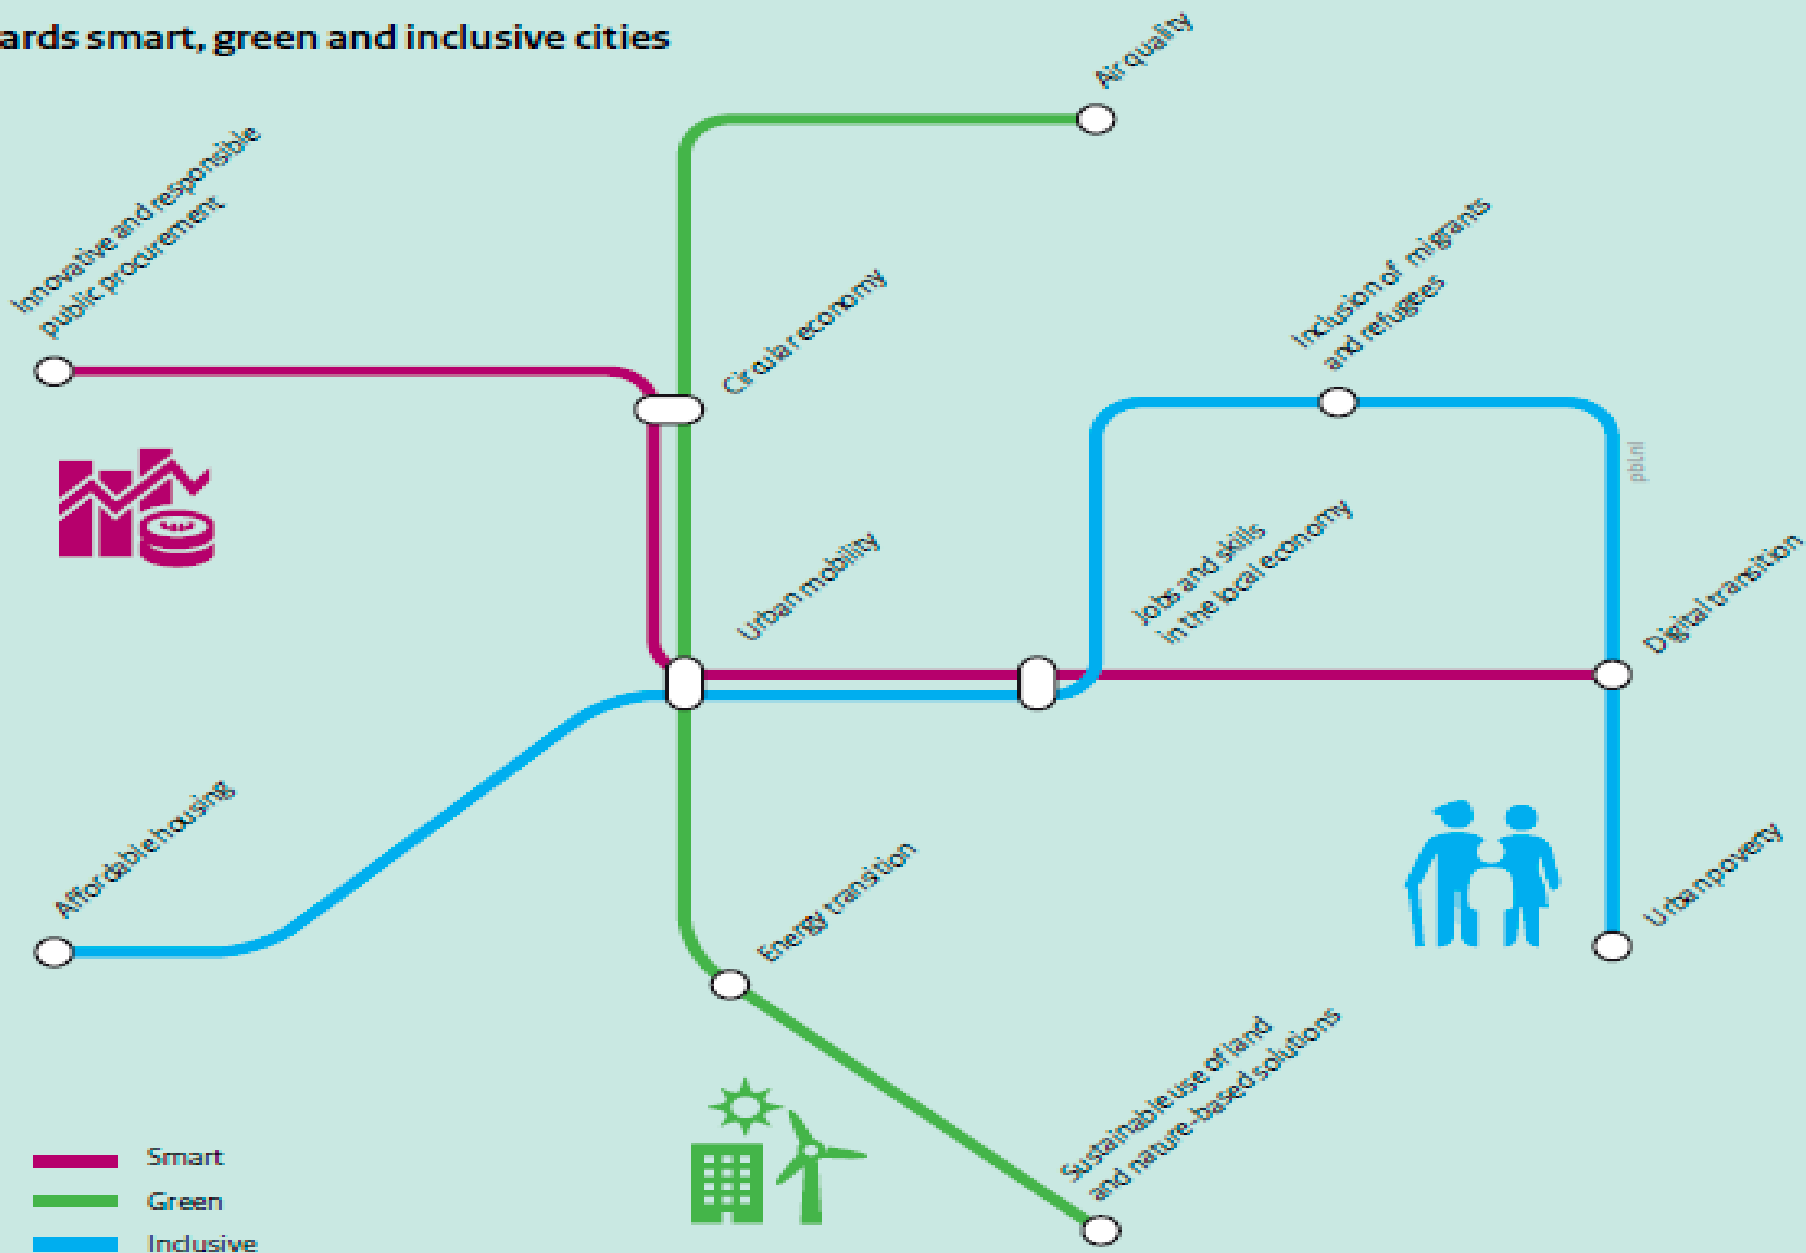 ards smart, green and inclusive cities
Air quality
Innovative and responsible
public procurement
Circular economy
Inclusion of migrants
and refugees
pbl.nl
Urban mobility
Jobs and skills
in the local economy
Digital transition
Affordable housing
Energy transition
Urban poverty
Sustainable use of land
and nature-based solutions
Smart
Green
Inclusive